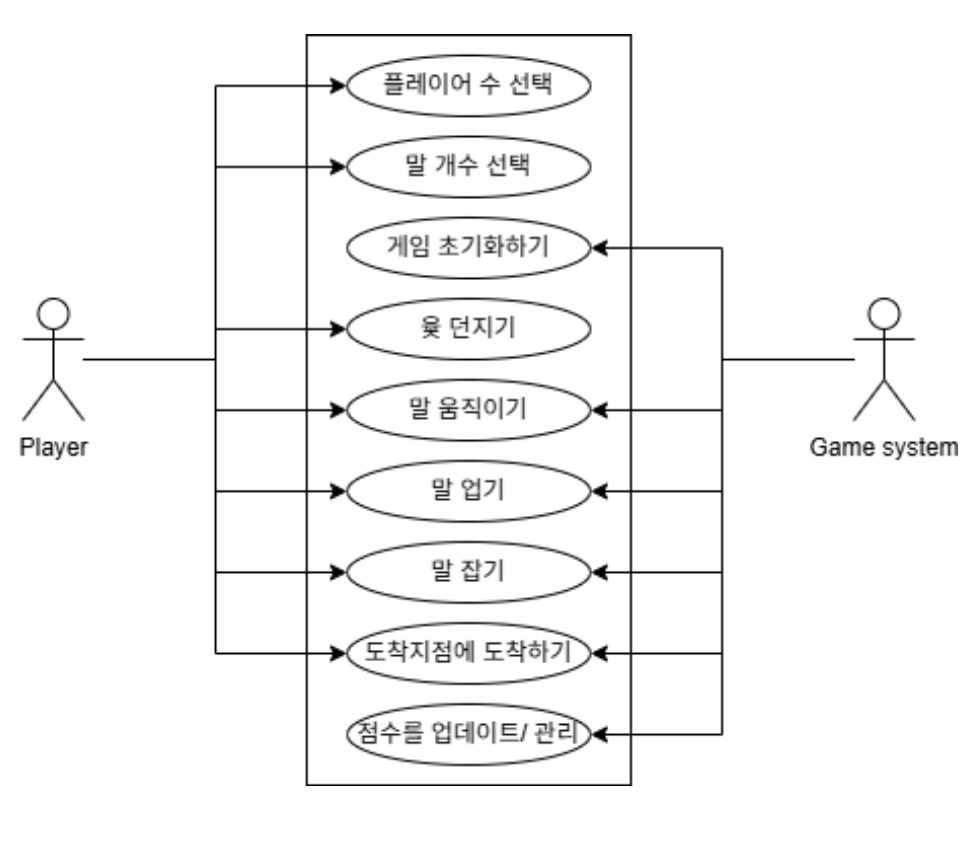 플레이어 수 선택
말 개수 선택
게임 초기화하기
윷 던지기
말 움직이기
Player
Game system
말 업기
말 잡기
도착지점에 도착하기
점수를 업데이트/ 관리